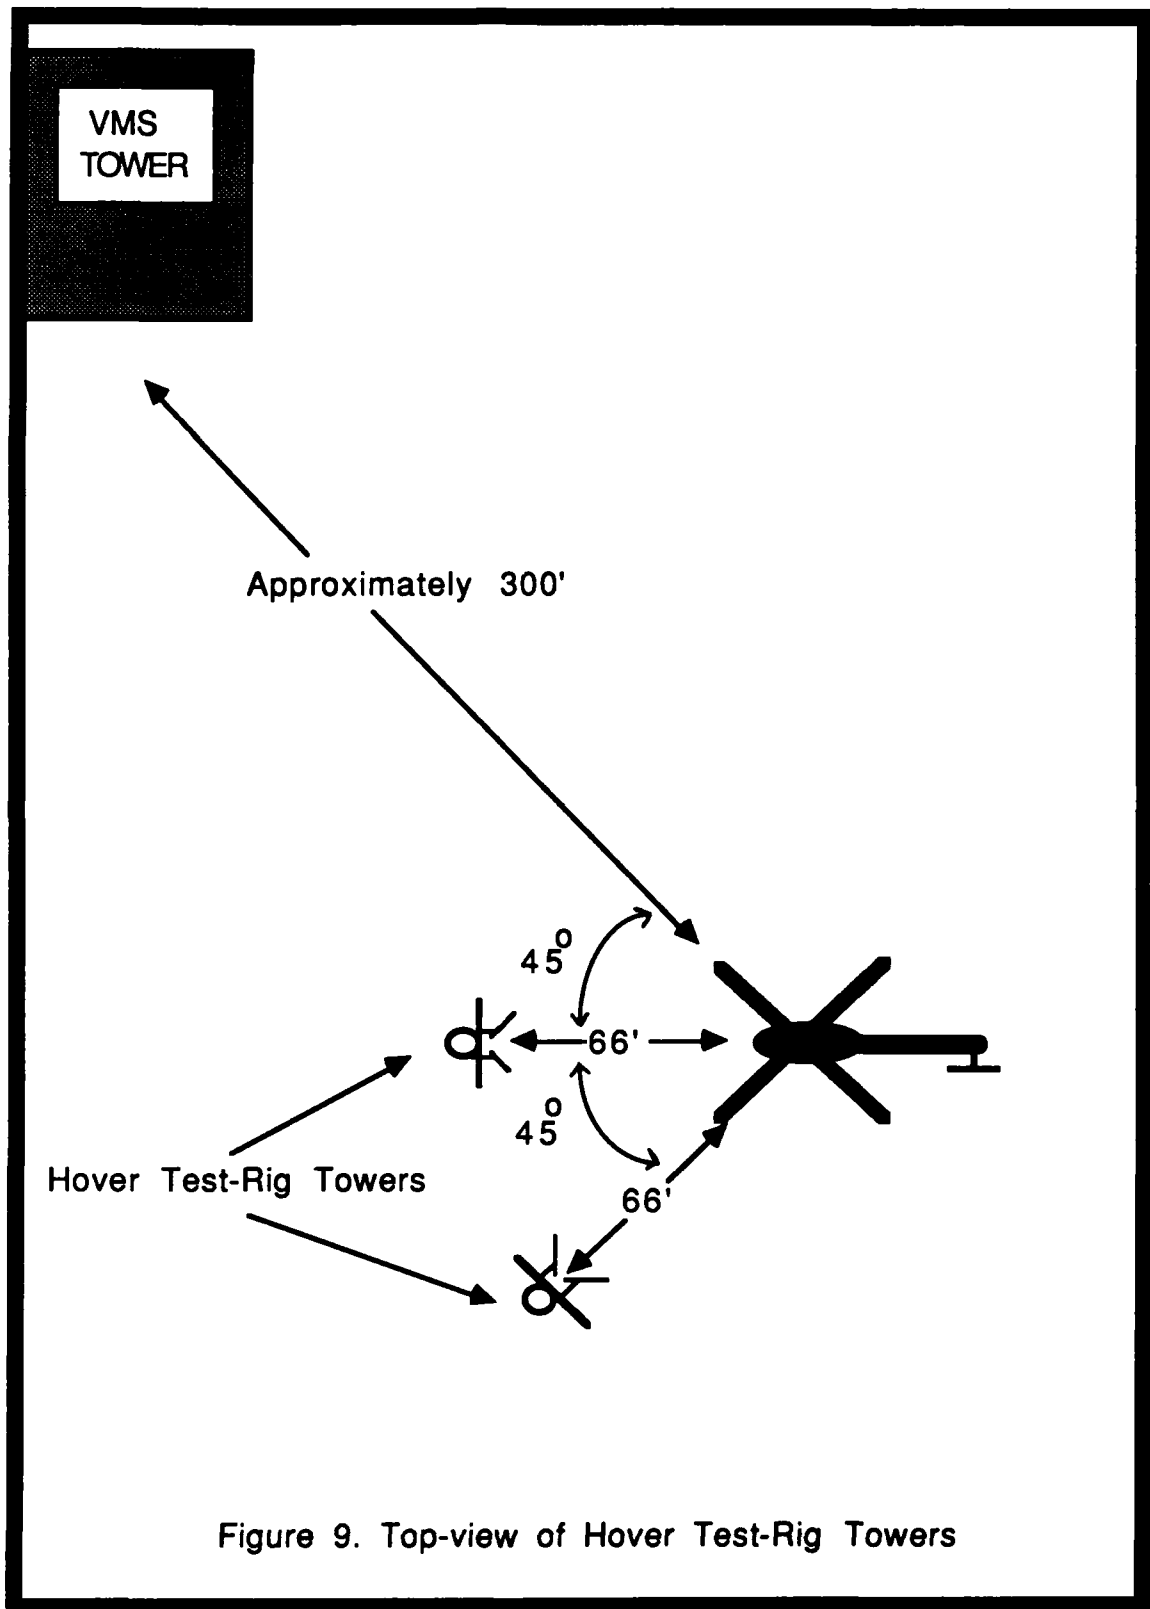 VMS
TOWER
Approximately 300'
45°
66'
45°
Hover Test-Rig Towers
66'
Figure 9. Top-view of Hover Test-Rig Towers